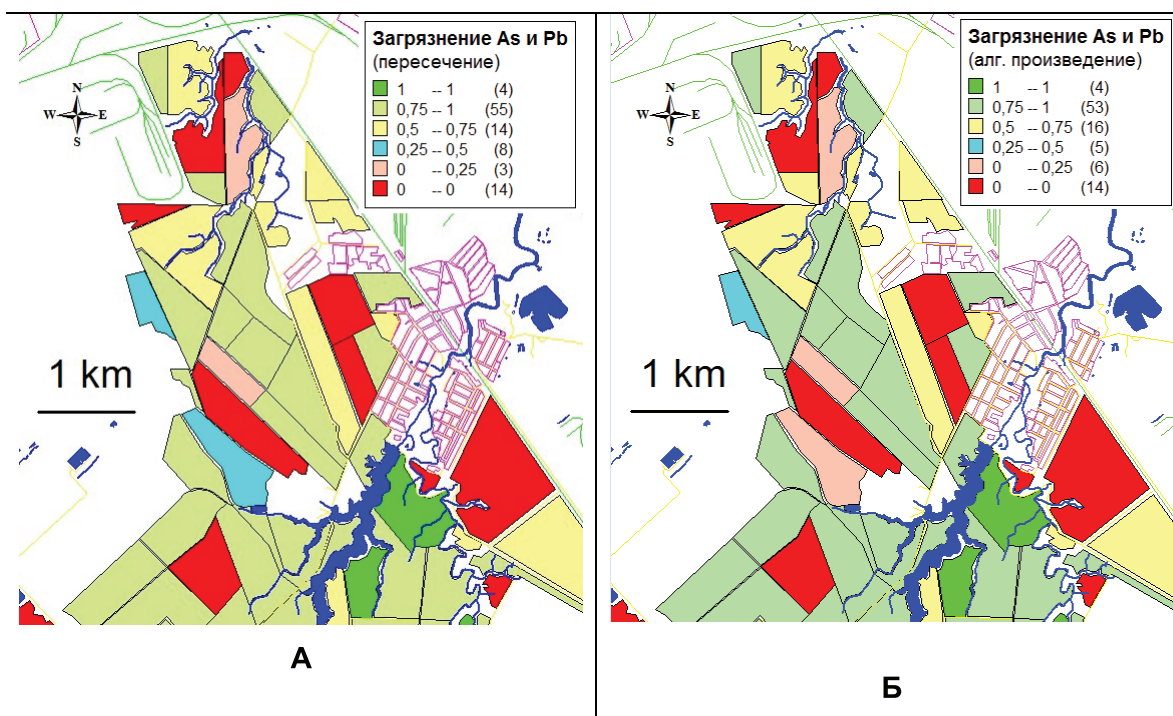 Загрязнение As и Pb
(пересечение)
1 -- 1 (4)
0,75 -- 1 (55)
0,5 -- 0,75 (14)
0,25 -- 0,5 (8)
0 -- 0,25 (3)
0 -- 0 (14)
N
W E
S
1 km
А
Загрязнение As и Pb
(алг. произведение)
1 -- 1 (4)
0,75 -- 1 (53)
0,5 -- 0,75 (16)
0,25 -- 0,5 (5)
0 -- 0,25 (6)
0 -- 0 (14)
N
W E
S
1 km
Б